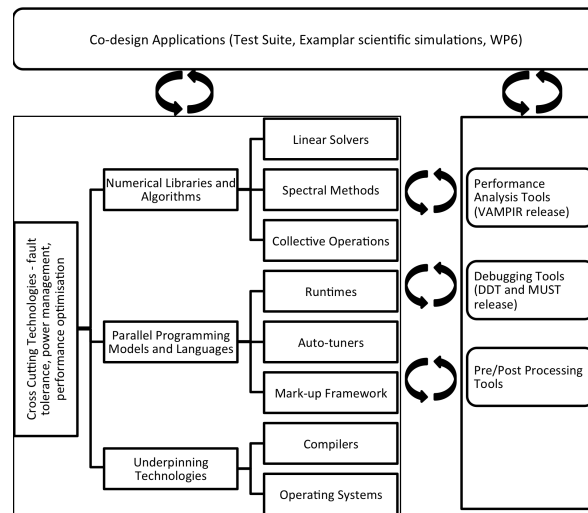 Co-design Applications (Test Suite, Examplar scientific simulations, WP6)
Cross Cutting Technologies - fault
tolerance, power management,
performance optimisation
Numerical Libraries and
Algorithms
Linear Solvers
Spectral Methods
Collective Operations
Parallel Programming
Models and Languages
Runtimes
Auto-tuners
Mark-up Framework
Underpinning
Technologies
Compilers
Operating Systems
Performance
Analysis Tools
(VAMPIR release)
Debugging Tools
(DDT and MUST
release)
Pre/Post Processing
Tools